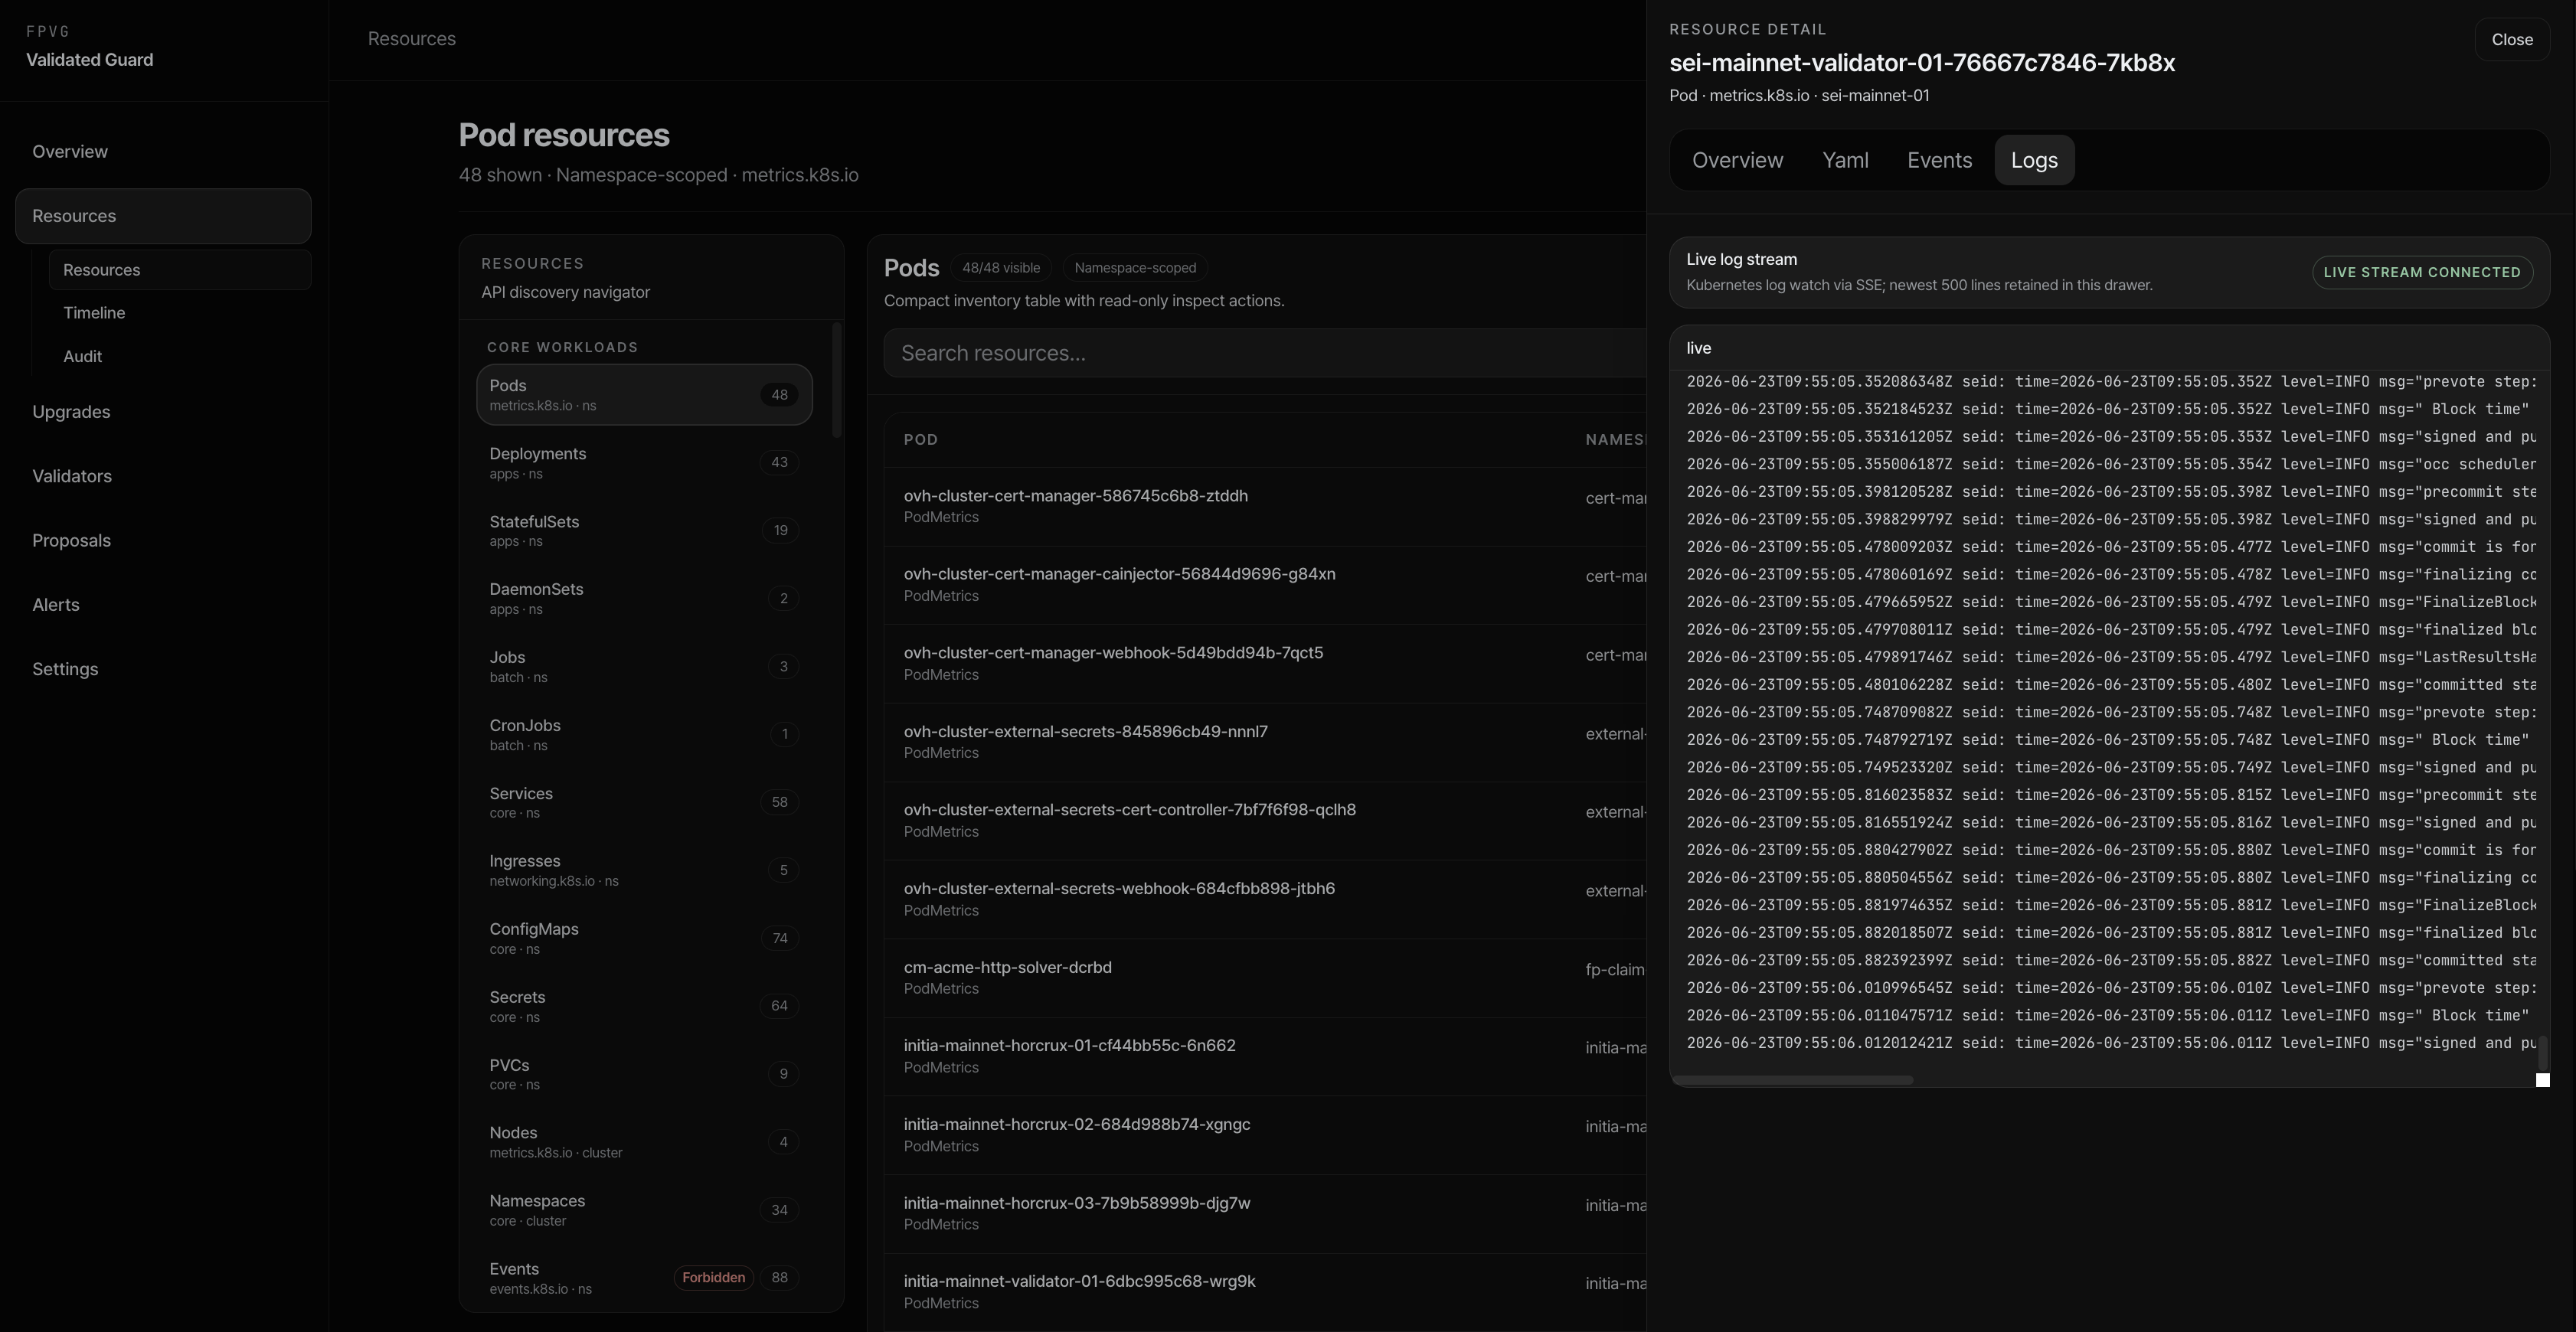 FPVG
Validated Guard
Overview
Resources
Resources
Timeline
Audit
Upgrades
Validators
Proposals
Alerts
Settings
Resources
Pod resources
48 shown · Namespace-scoped · metrics.k8s.io
RESOURCES
API discovery navigator
CORE WORKLOADS
Pods
metrics.k8s.io · ns
48
Deployments
apps · ns
43
StatefulSets
apps · ns
19
DaemonSets
apps · ns
2
Jobs
batch · ns
3
CronJobs
batch · ns
1
Services
core · ns
58
Ingresses
networking.k8s.io · ns
5
ConfigMaps
core · ns
74
Secrets
core · ns
64
PVCs
core · ns
9
Nodes
metrics.k8s.io · cluster
4
Namespaces
core · cluster
34
Events
events.k8s.io · ns
Forbidden
88
Pods
48/48 visible
Namespace-scoped
Compact inventory table with read-only inspect actions.
Search resources...
POD
NAMES
ovh-cluster-cert-manager-586745c6b8-ztddh
PodMetrics
cert-ma
ovh-cluster-cert-manager-cainjector-56844d9696-g84xn
PodMetrics
cert-ma
ovh-cluster-cert-manager-webhook-5d49bdd94b-7qct5
PodMetrics
cert-ma
ovh-cluster-external-secrets-845896cb49-nnnl7
PodMetrics
external-
ovh-cluster-external-secrets-cert-controller-7bf7f6f98-qclh8
PodMetrics
external-
ovh-cluster-external-secrets-webhook-684cfbb898-jtbh6
PodMetrics
external-
cm-acme-http-solver-dcrbd
PodMetrics
fp-claim
initia-mainnet-horcrux-01-cf44bb55c-6n662
PodMetrics
initia-ma
initia-mainnet-horcrux-02-684d988b74-xgngc
PodMetrics
initia-ma
initia-mainnet-horcrux-03-7b9b58999b-djg7w
PodMetrics
initia-ma
initia-mainnet-validator-01-6dbc995c68-wrg9k
PodMetrics
initia-ma
RESOURCE DETAIL
sei-mainnet-validator-01-76667c7846-7kb8x
Pod · metrics.k8s.io · sei-mainnet-01
Close
Overview
Yaml
Events
Logs
Live log stream
Kubernetes log watch via SSE; newest 500 lines retained in this drawer.
LIVE STREAM CONNECTED
live
2026-06-23T09:55:05.352086348Z seid: time=2026-06-23T09:55:05.352Z level=INFO msg="prevote step:
2026-06-23T09:55:05.352184523Z seid: time=2026-06-23T09:55:05.352Z level=INFO msg=" Block time"
2026-06-23T09:55:05.353161205Z seid: time=2026-06-23T09:55:05.353Z level=INFO msg="signed and pu
2026-06-23T09:55:05.355006187Z seid: time=2026-06-23T09:55:05.354Z level=INFO msg="occ scheduler
2026-06-23T09:55:05.398120528Z seid: time=2026-06-23T09:55:05.398Z level=INFO msg="precommit ste
2026-06-23T09:55:05.398829979Z seid: time=2026-06-23T09:55:05.398Z level=INFO msg="signed and pu
2026-06-23T09:55:05.478009203Z seid: time=2026-06-23T09:55:05.477Z level=INFO msg="commit is for
2026-06-23T09:55:05.478060169Z seid: time=2026-06-23T09:55:05.478Z level=INFO msg="finalizing co
2026-06-23T09:55:05.479665952Z seid: time=2026-06-23T09:55:05.479Z level=INFO msg="FinalizeBlock
2026-06-23T09:55:05.479708011Z seid: time=2026-06-23T09:55:05.479Z level=INFO msg="finalized blo
2026-06-23T09:55:05.479891746Z seid: time=2026-06-23T09:55:05.479Z level=INFO msg="LastResultsHa
2026-06-23T09:55:05.480106228Z seid: time=2026-06-23T09:55:05.480Z level=INFO msg="committed sta
2026-06-23T09:55:05.748709082Z seid: time=2026-06-23T09:55:05.748Z level=INFO msg="prevote step:
2026-06-23T09:55:05.748792719Z seid: time=2026-06-23T09:55:05.748Z level=INFO msg=" Block time"
2026-06-23T09:55:05.749523320Z seid: time=2026-06-23T09:55:05.749Z level=INFO msg="signed and pu
2026-06-23T09:55:05.816023583Z seid: time=2026-06-23T09:55:05.815Z level=INFO msg="precommit ste
2026-06-23T09:55:05.816551924Z seid: time=2026-06-23T09:55:05.816Z level=INFO msg="signed and pu
2026-06-23T09:55:05.880427902Z seid: time=2026-06-23T09:55:05.880Z level=INFO msg="commit is for
2026-06-23T09:55:05.880504556Z seid: time=2026-06-23T09:55:05.880Z level=INFO msg="finalizing co
2026-06-23T09:55:05.881974635Z seid: time=2026-06-23T09:55:05.881Z level=INFO msg="FinalizeBlock
2026-06-23T09:55:05.882018507Z seid: time=2026-06-23T09:55:05.881Z level=INFO msg="finalized blo
2026-06-23T09:55:05.882392399Z seid: time=2026-06-23T09:55:05.882Z level=INFO msg="committed sta
2026-06-23T09:55:06.010996545Z seid: time=2026-06-23T09:55:06.010Z level=INFO msg="prevote step:
2026-06-23T09:55:06.011047571Z seid: time=2026-06-23T09:55:06.011Z level=INFO msg=" Block time"
2026-06-23T09:55:06.012012421Z seid: time=2026-06-23T09:55:06.011Z level=INFO msg="signed and pu